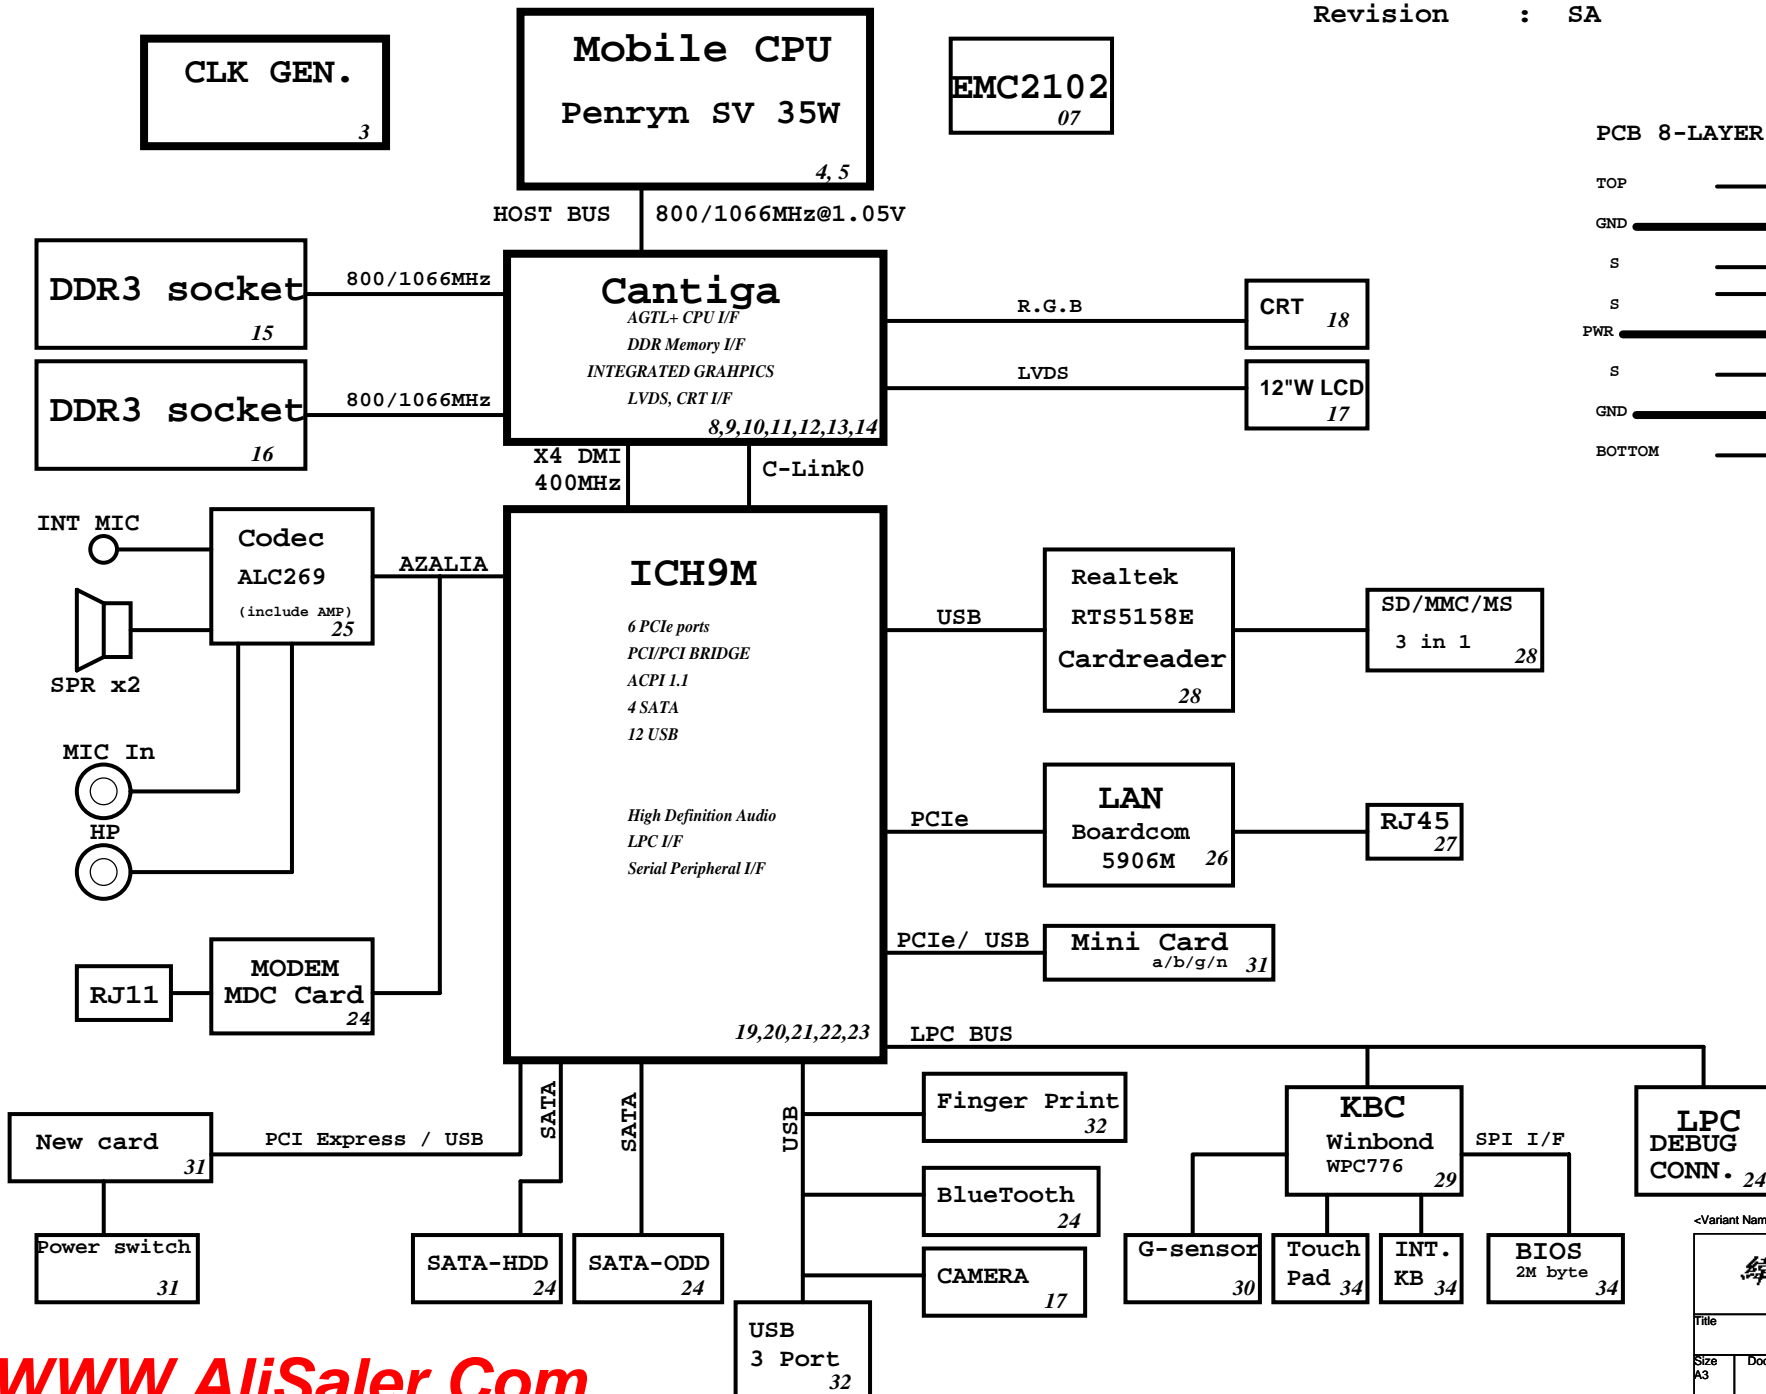 Revision : SA
CLK GEN.
3
Mobile CPU
Penryn SV 35W
4, 5
EMC2102
07
PCB 8-LAYER
TOP
GND
S
S
PWR
S
GND
BOTTOM
HOST BUS
800/1066MHz@1.05V
DDR3 socket
15
800/1066MHz
DDR3 socket
16
800/1066MHz
Cantiga
AGTL+ CPU I/F
DDR Memory I/F
INTEGRATED GRAHPICS
LVDS, CRT I/F
8,9,10,11,12,13,14
R.G.B
CRT
18
LVDS
12"W LCD
17
X4 DMI
400MHz
C-Link0
INT MIC
Codec
ALC269
(include AMP)
25
AZALIA
SPR x2
MIC In
HP
RJ11
MODEM
MDC Card
24
ICH9M
6 PCIe ports
PCI/PCI BRIDGE
ACPI 1.1
4 SATA
12 USB
High Definition Audio
LPC I/F
Serial Peripheral I/F
19,20,21,22,23
USB
Realtek
RTS5158E
Cardreader
28
SD/MMC/MS
3 in 1
28
PCIe
LAN
Boardcom
5906M
26
RJ45
27
PCIe/ USB
Mini Card
a/b/g/n
31
LPC BUS
New card
31
PCI Express / USB
Power switch
31
SATA
SATA
USB
SATA-HDD
24
SATA-ODD
24
Finger Print
32
BlueTooth
24
CAMERA
17
USB
3 Port
32
KBC
Winbond
WPC776
29
SPI I/F
LPC
DEBUG
CONN.
24
G-sensor
30
Touch
Pad
34
INT.
KB
34
BIOS
2M byte
34
<Variant Nam
緯
Title
Size
A3
Doc
WWW.AliSaler.Com